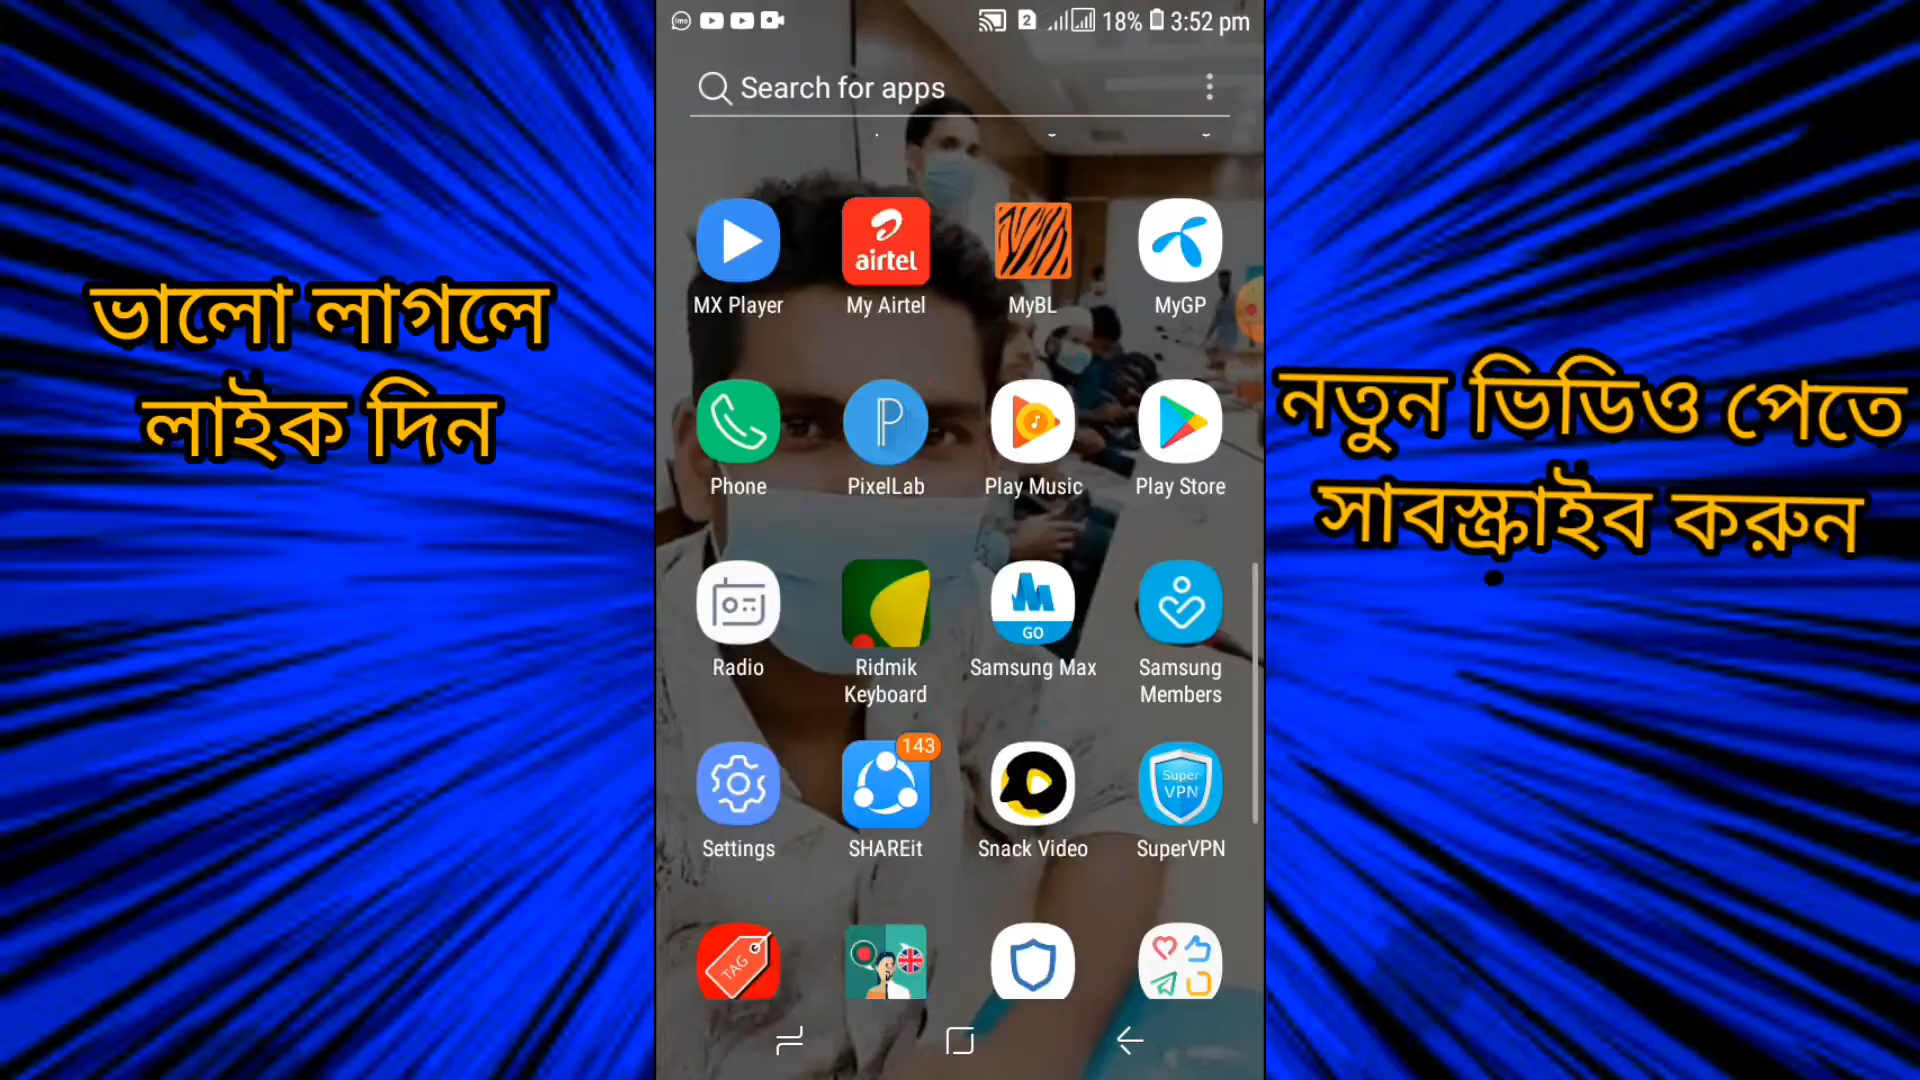 imo 2 18% 3:52 pm
Search for apps
ভালো লাগলে
লাইক দিন
নতুন ভিডিও পেতে
সাবস্ক্রাইব করুন
airtel
MX Player My Airtel MyBL MyGP
P
Phone PixelLab Play Music Play Store
GO
Radio Ridmik Keyboard Samsung Max Samsung Members
143
Super VPN
Settings SHAREit Snack Video SuperVPN
TAG